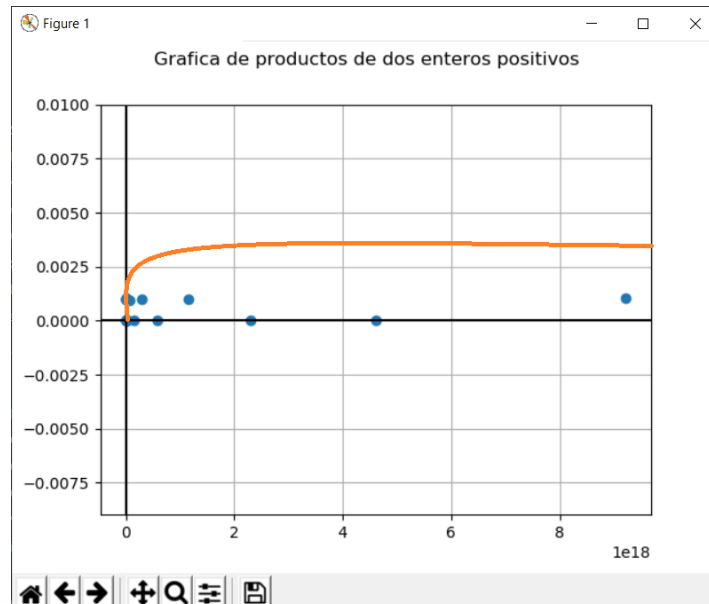 Figure 1
Grafica de productos de dos enteros positivos
0.0100
0.0075
0.0050
0.0025
0.0000
−0.0025
−0.0050
−0.0075
0 2 4 6 8
1e18